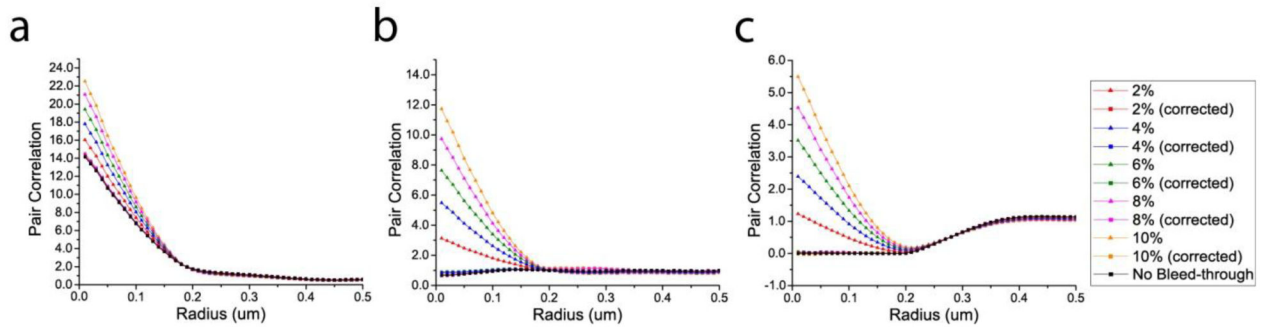 a
b
c
24.0
22.0
20.0
18.0
16.0
14.0
12.0
10.0
8.0
6.0
4.0
2.0
0.0
Pair Correlation
0.0 0.1 0.2 0.3 0.4 0.5
Radius (um)
14.0
12.0
10.0
8.0
6.0
4.0
2.0
0.0
Pair Correlation
0.0 0.1 0.2 0.3 0.4 0.5
Radius (um)
6.0
5.0
4.0
3.0
2.0
1.0
0.0
-1.0
Pair Correlation
0.0 0.1 0.2 0.3 0.4 0.5
Radius (um)
2%
2% (corrected)
4%
4% (corrected)
6%
6% (corrected)
8%
8% (corrected)
10%
10% (corrected)
No Bleed-through